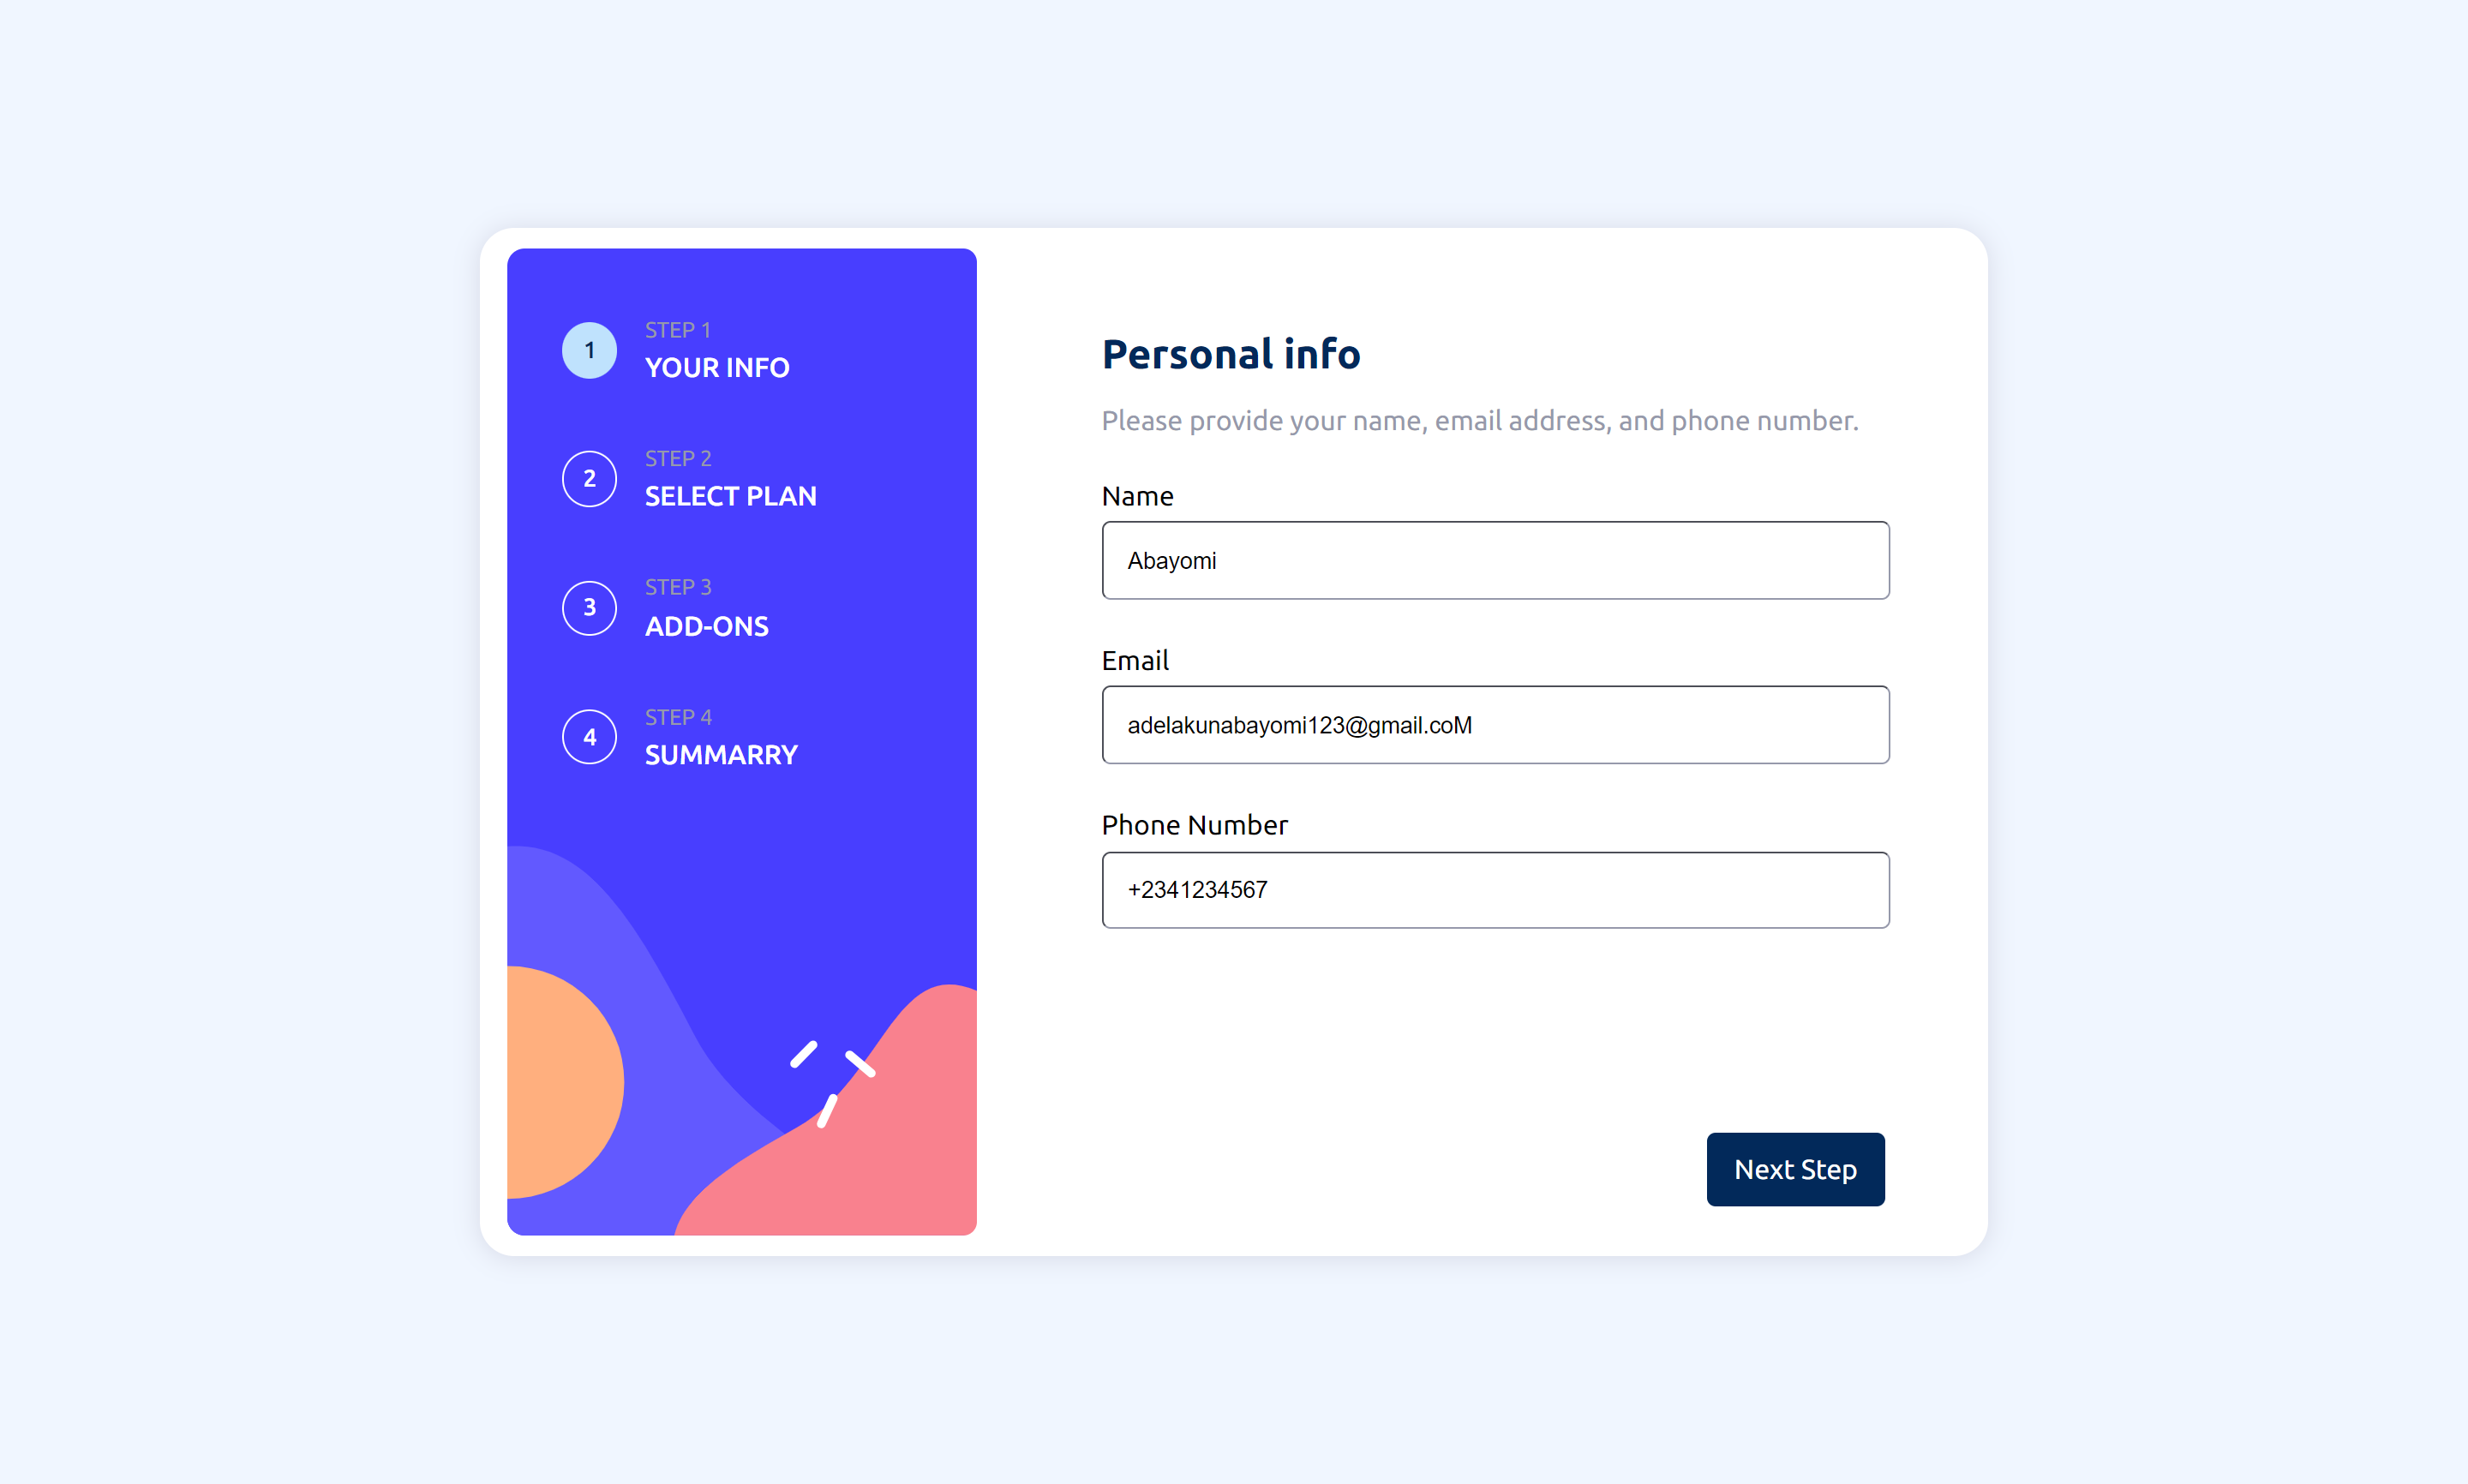 1
STEP 1
YOUR INFO
2
STEP 2
SELECT PLAN
3
STEP 3
ADD-ONS
4
STEP 4
SUMMARRY
Personal info
Please provide your name, email address, and phone number.
Name
Abayomi
Email
adelakunabayomi123@gmail.coM
Phone Number
+2341234567
Next Step